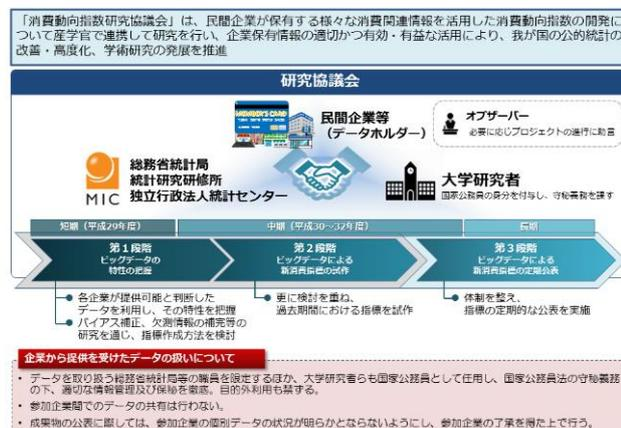 「消費動向指数研究協議会」は、民間企業が保有する様々な消費関連情報を活用した消費動向指数の開発に
ついて産学官で連携して研究を行い、企業保有情報の適切かつ有効・有益な活用により、我が国の公的統計の
改善・高度化、学術研究の発展を推進
研究協議会
MEMBER'S CARD
民間企業等
（データホルダー）
オブザーバー
必要に応じプロジェクトの進行に助言
MIC
総務省統計局
統計研究研修所
独立行政法人統計センター
大学研究者
国家公務員の身分を付与し、守秘義務を課す
短期（平成29年度）
中期（平成30～32年度）
長期
第１段階
ビッグデータの
特性の把握
第２段階
ビッグデータによる
新消費指標の試作
第３段階
ビッグデータによる
新消費指標の定期公表
● 各企業が提供可能と判断した
データを利用し、その特性を把握
● バイアス補正、欠測情報の補完等の
研究を通じ、指標作成方法を検討
● 更に検討を重ね、
過去期間における指標を試作
● 体制を整え、
指標の定期的な公表を実施
企業から提供を受けたデータの扱いについて
• データを取り扱う総務省統計局等の職員を限定するほか、大学研究者らも国家公務員として任用し、国家公務員法の守秘義務
の下、適切な情報管理及び保秘を徹底。目的外利用も禁ずる。
• 参加企業間でのデータの共有は行わない。
• 成果物の公表に際しては、参加企業の個別データの状況が明らかとならないようにし、参加企業の了承を得た上で行う。